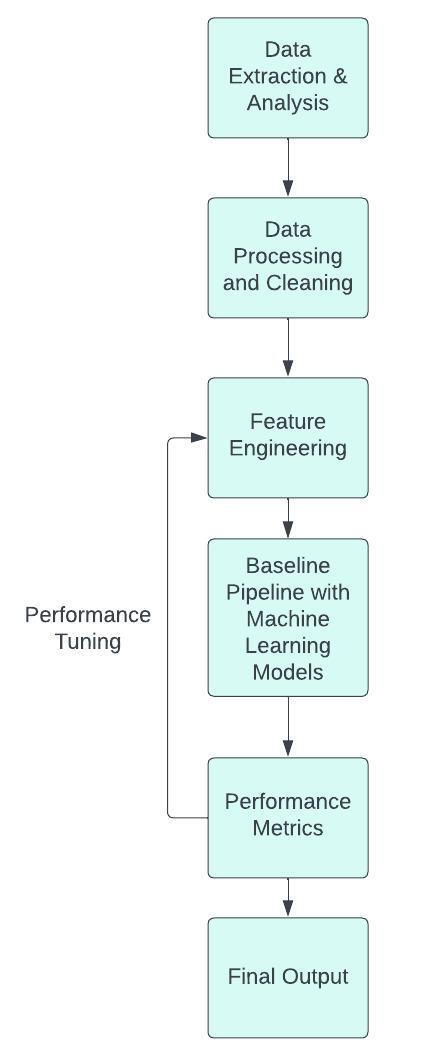 Data
Extraction &
Analysis
Data
Processing
and Cleaning
Feature
Engineering
Baseline
Pipeline with
Machine
Learning
Models
Performance
Tuning
Performance
Metrics
Final Output